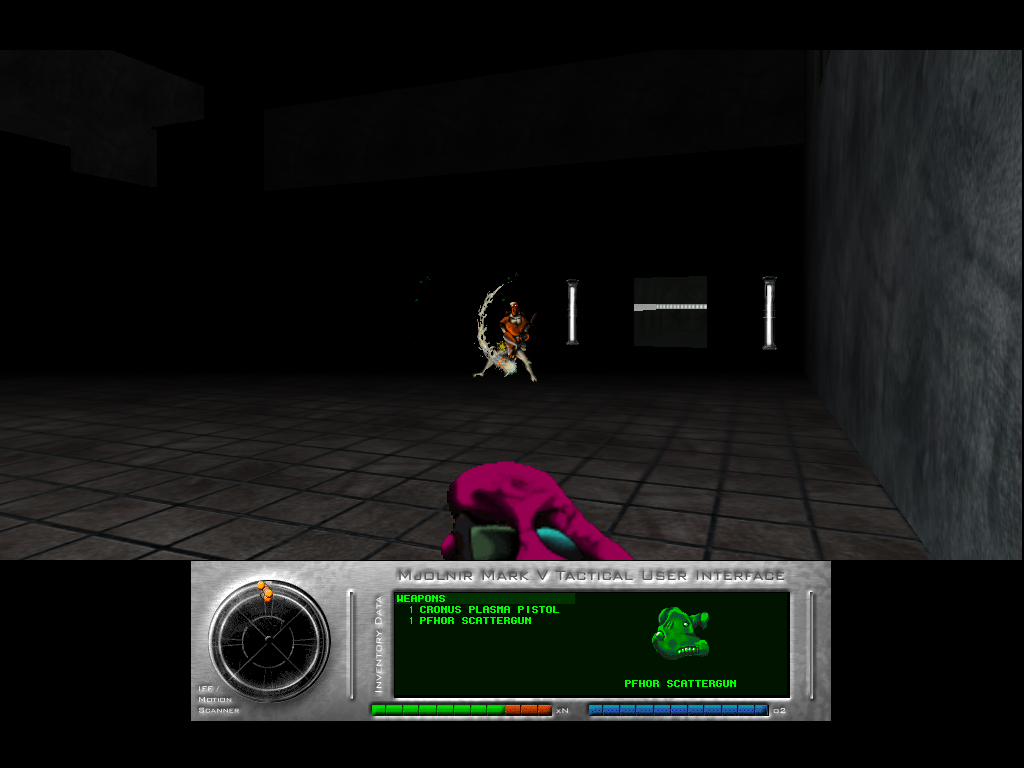 Mjolnir Mark V Tactical User Interface
Inventory Data
WEAPONS
1 CRONUS PLASMA PISTOL
1 PFHOR SCATTERGUN
PFHOR SCATTERGUN
IFF /
Motion
Scanner
xN
o2